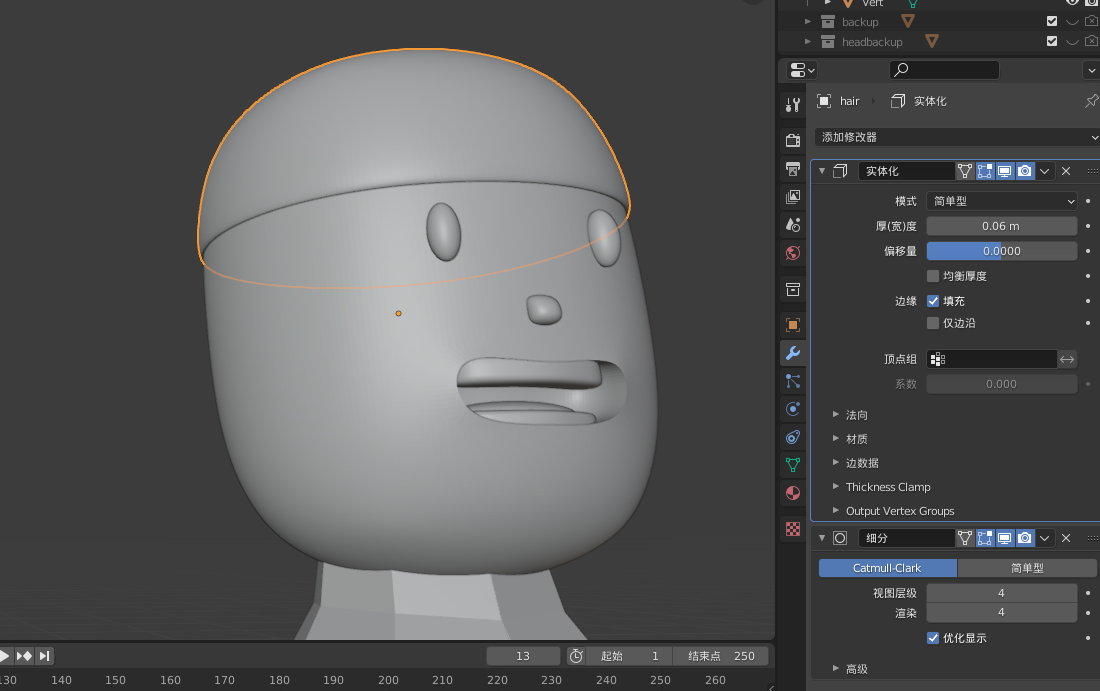 Vert
backup
headbackup
hair
实体化
添加修改器
实体化
模式
简单型
厚(宽)度
0.06 m
偏移量
0.0000
均衡厚度
边缘
填充
仅边沿
顶点组
系数
0.000
法向
材质
边数据
Thickness Clamp
Output Vertex Groups
细分
Catmull-Clark
简单型
视图层级
4
渲染
4
优化显示
高级
13
起始
1
结束点
250
130
140
150
160
170
180
190
200
210
220
230
240
250
260